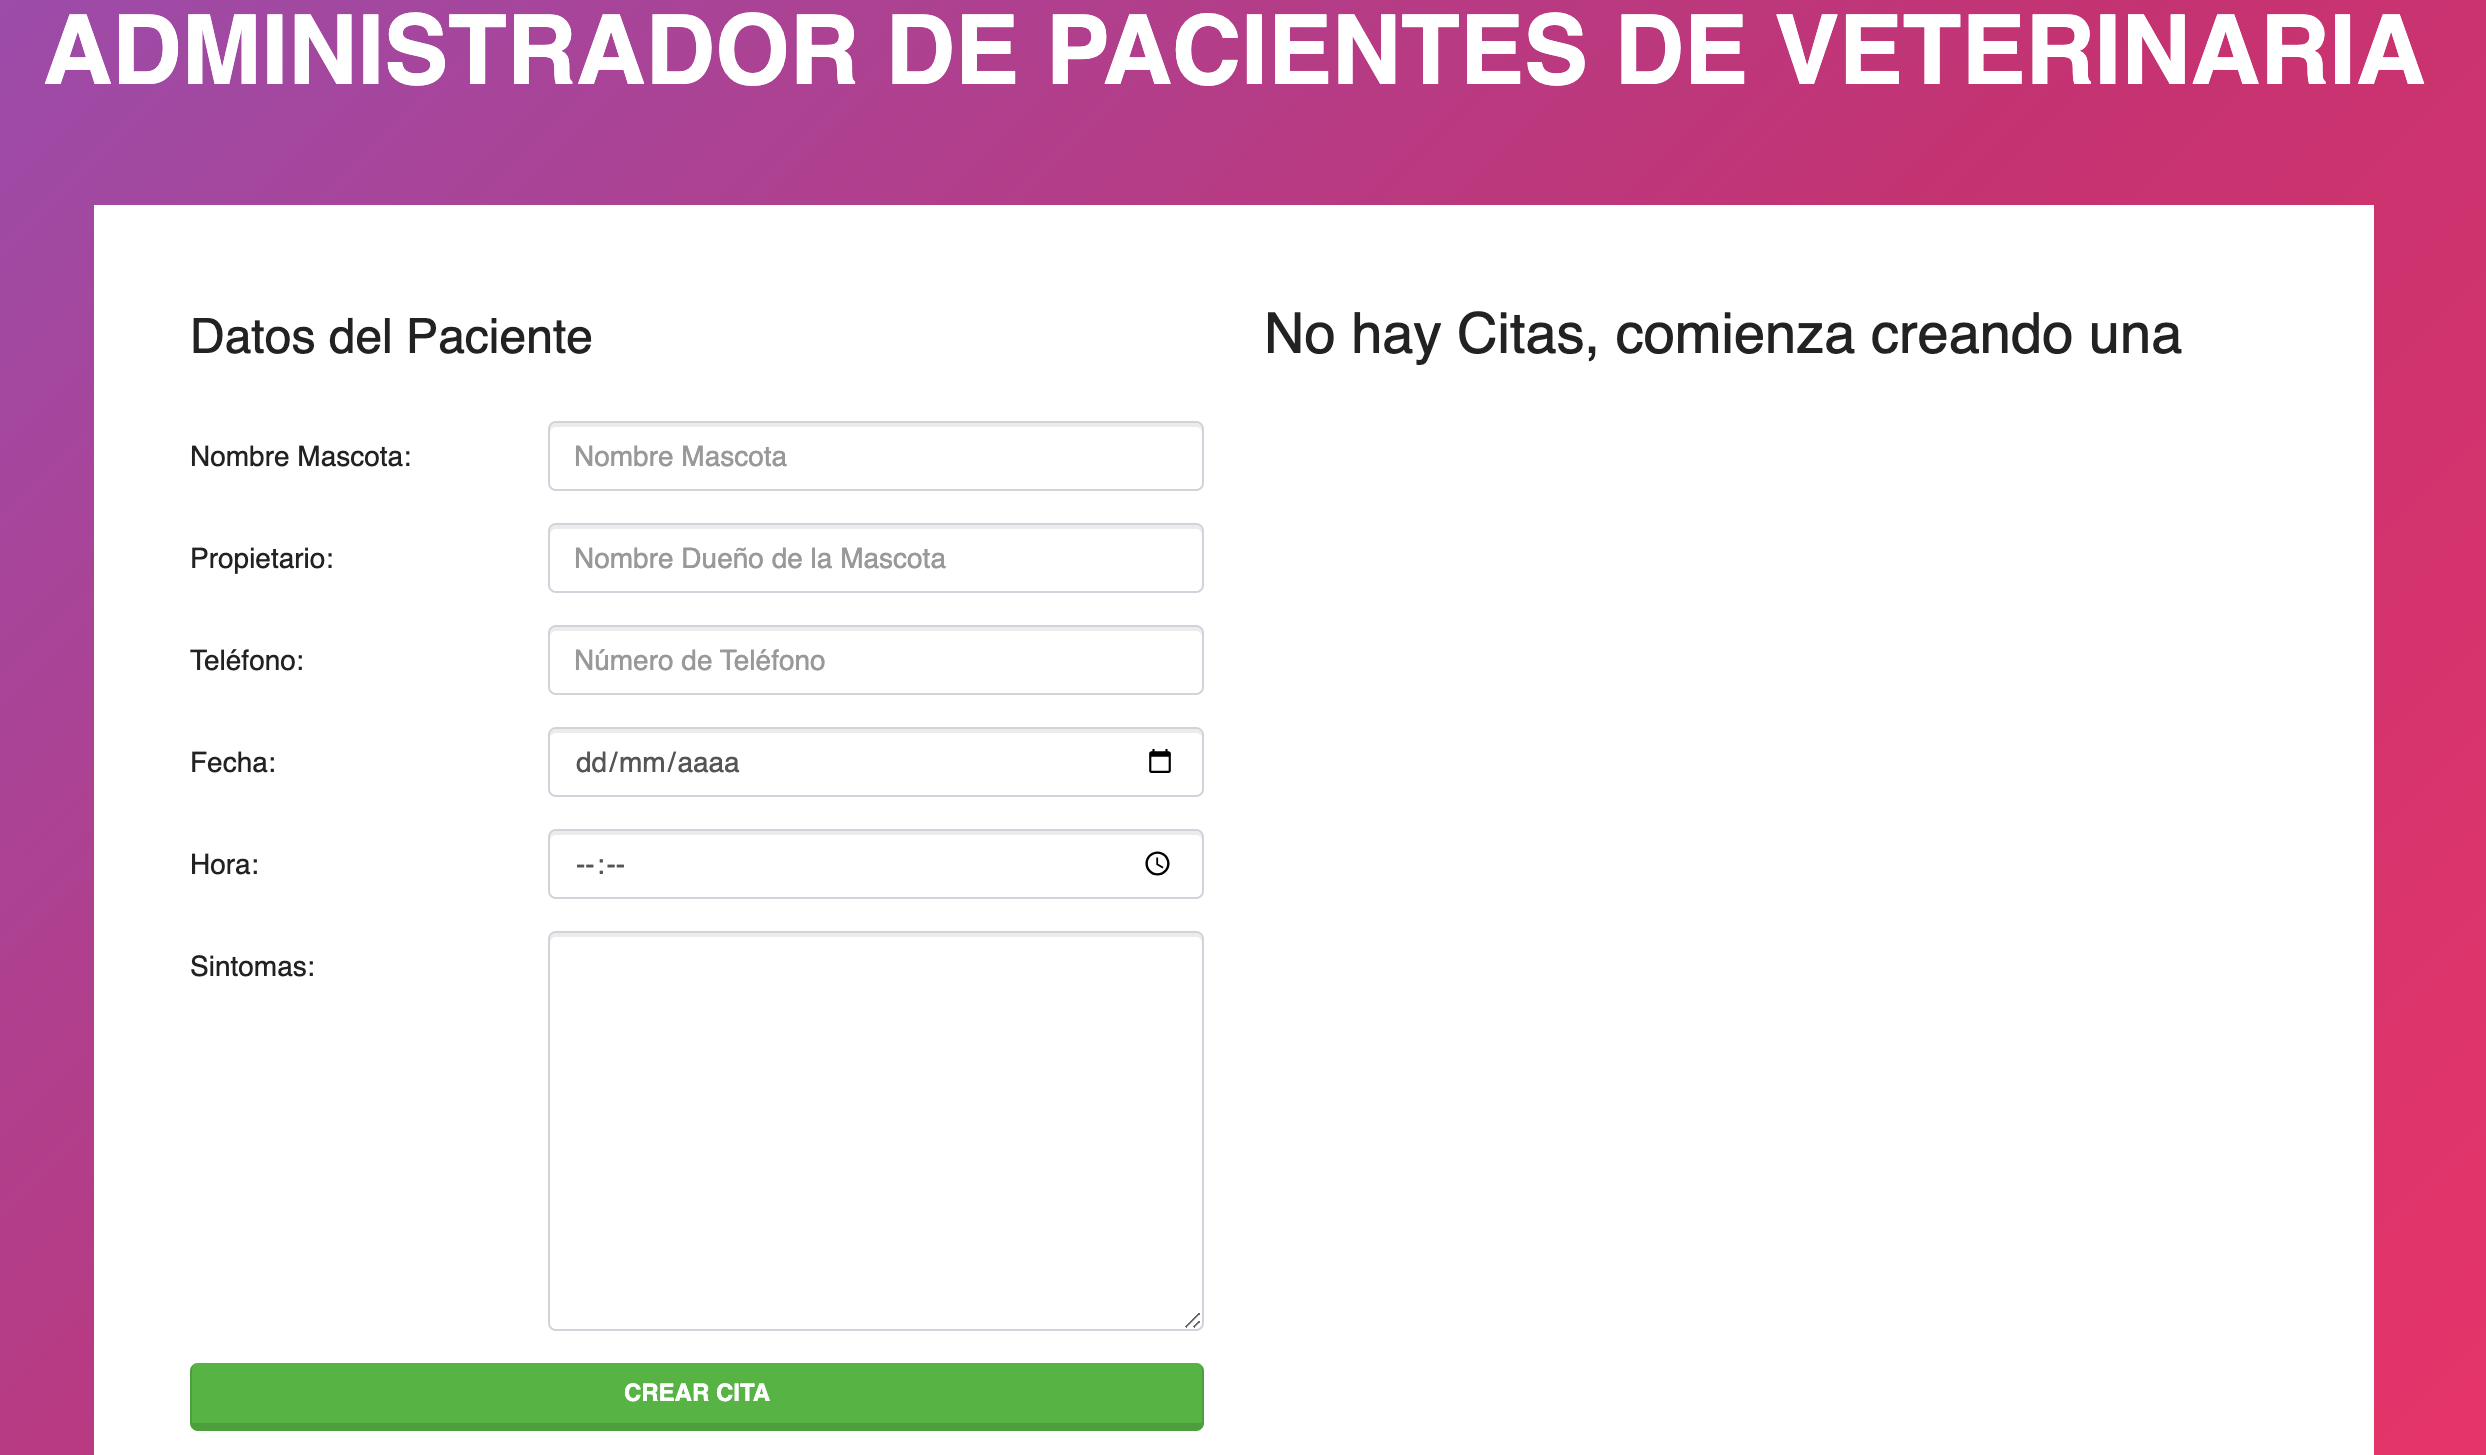 ADMINISTRADOR DE PACIENTES DE VETERINARIA
Datos del Paciente
Nombre Mascota:
Nombre Mascota
Propietario:
Nombre Dueño de la Mascota
Teléfono:
Número de Teléfono
Fecha:
dd/mm/aaaa
Hora:
--:--
Sintomas:
CREAR CITA
No hay Citas, comienza creando una